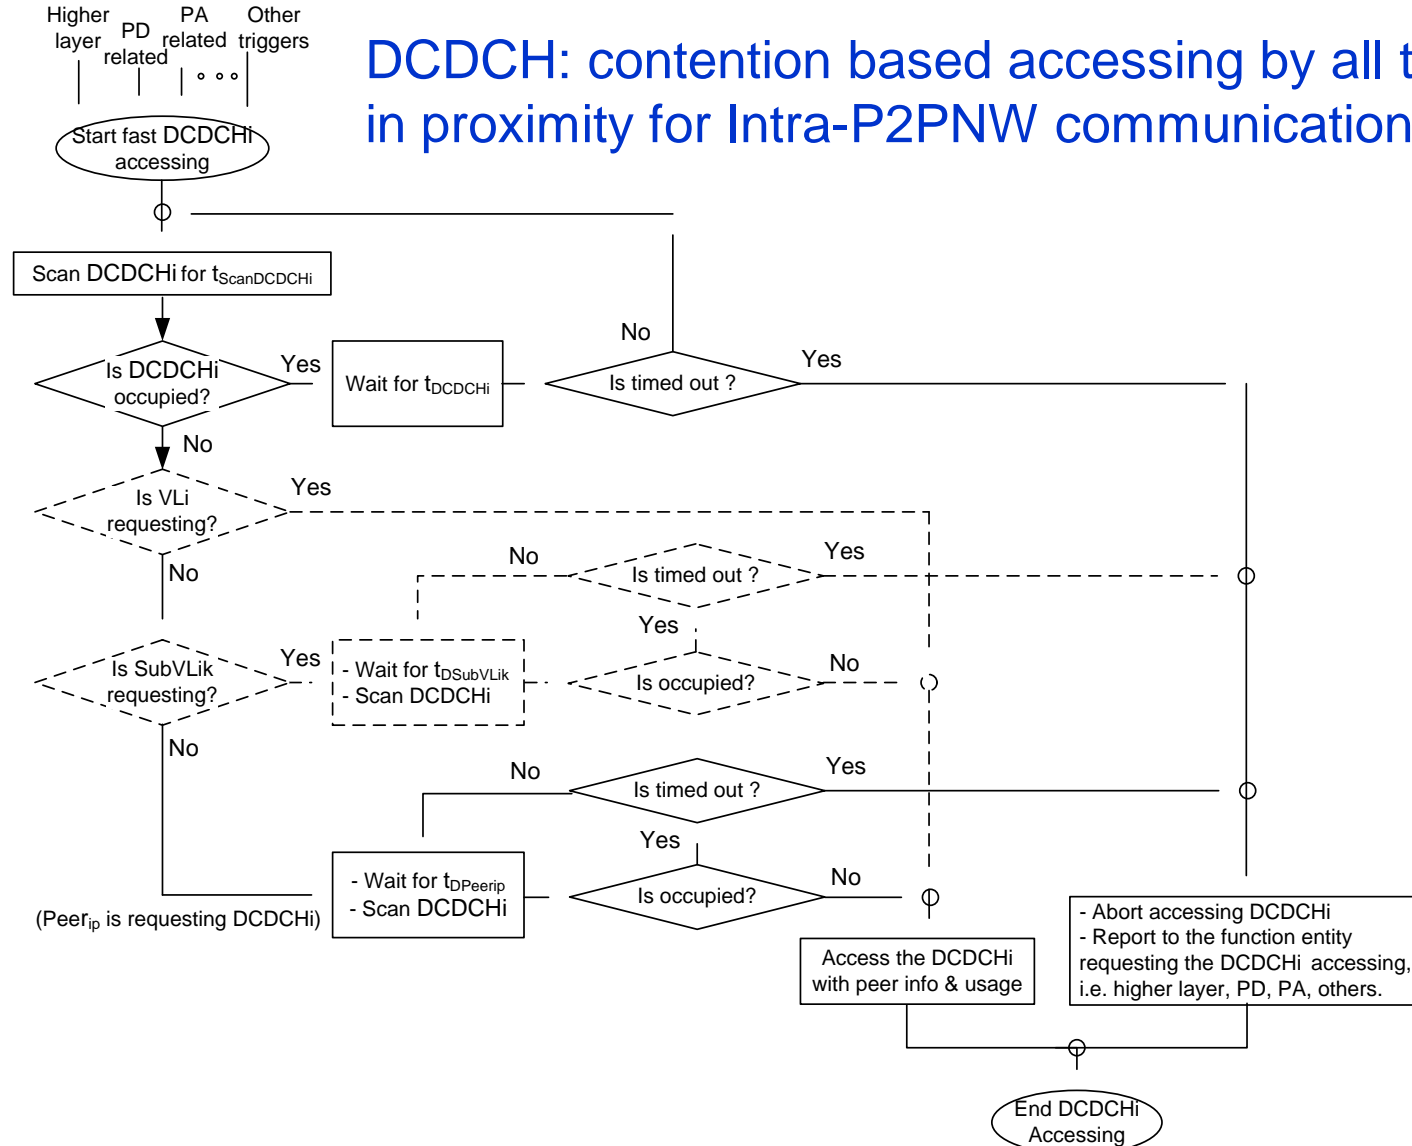 Higher layer
PD related
PA related
Other triggers
DCDCH: contention based accessing by all t
in proximity for Intra-P2PNW communication
Start fast DCDCHi
accessing
Scan DCDCHi for tScanDCDCHi
Is DCDCHi
occupied?
Yes
Wait for tDCDCHi
No
Is timed out ?
Yes
No
Is VLi
requesting?
Yes
No
No
Is timed out ?
Yes
Is SubVLik
requesting?
Yes
- Wait for tDSubVLik
- Scan DCDCHi
Yes
Is occupied?
No
No
No
Is timed out ?
Yes
(Peerip is requesting DCDCHi)
- Wait for tDPeerip
- Scan DCDCHi
Yes
Is occupied?
No
Access the DCDCHi
with peer info & usage
- Abort accessing DCDCHi
- Report to the function entity
requesting the DCDCHi accessing,
i.e. higher layer, PD, PA, others.
End DCDCHi
Accessing